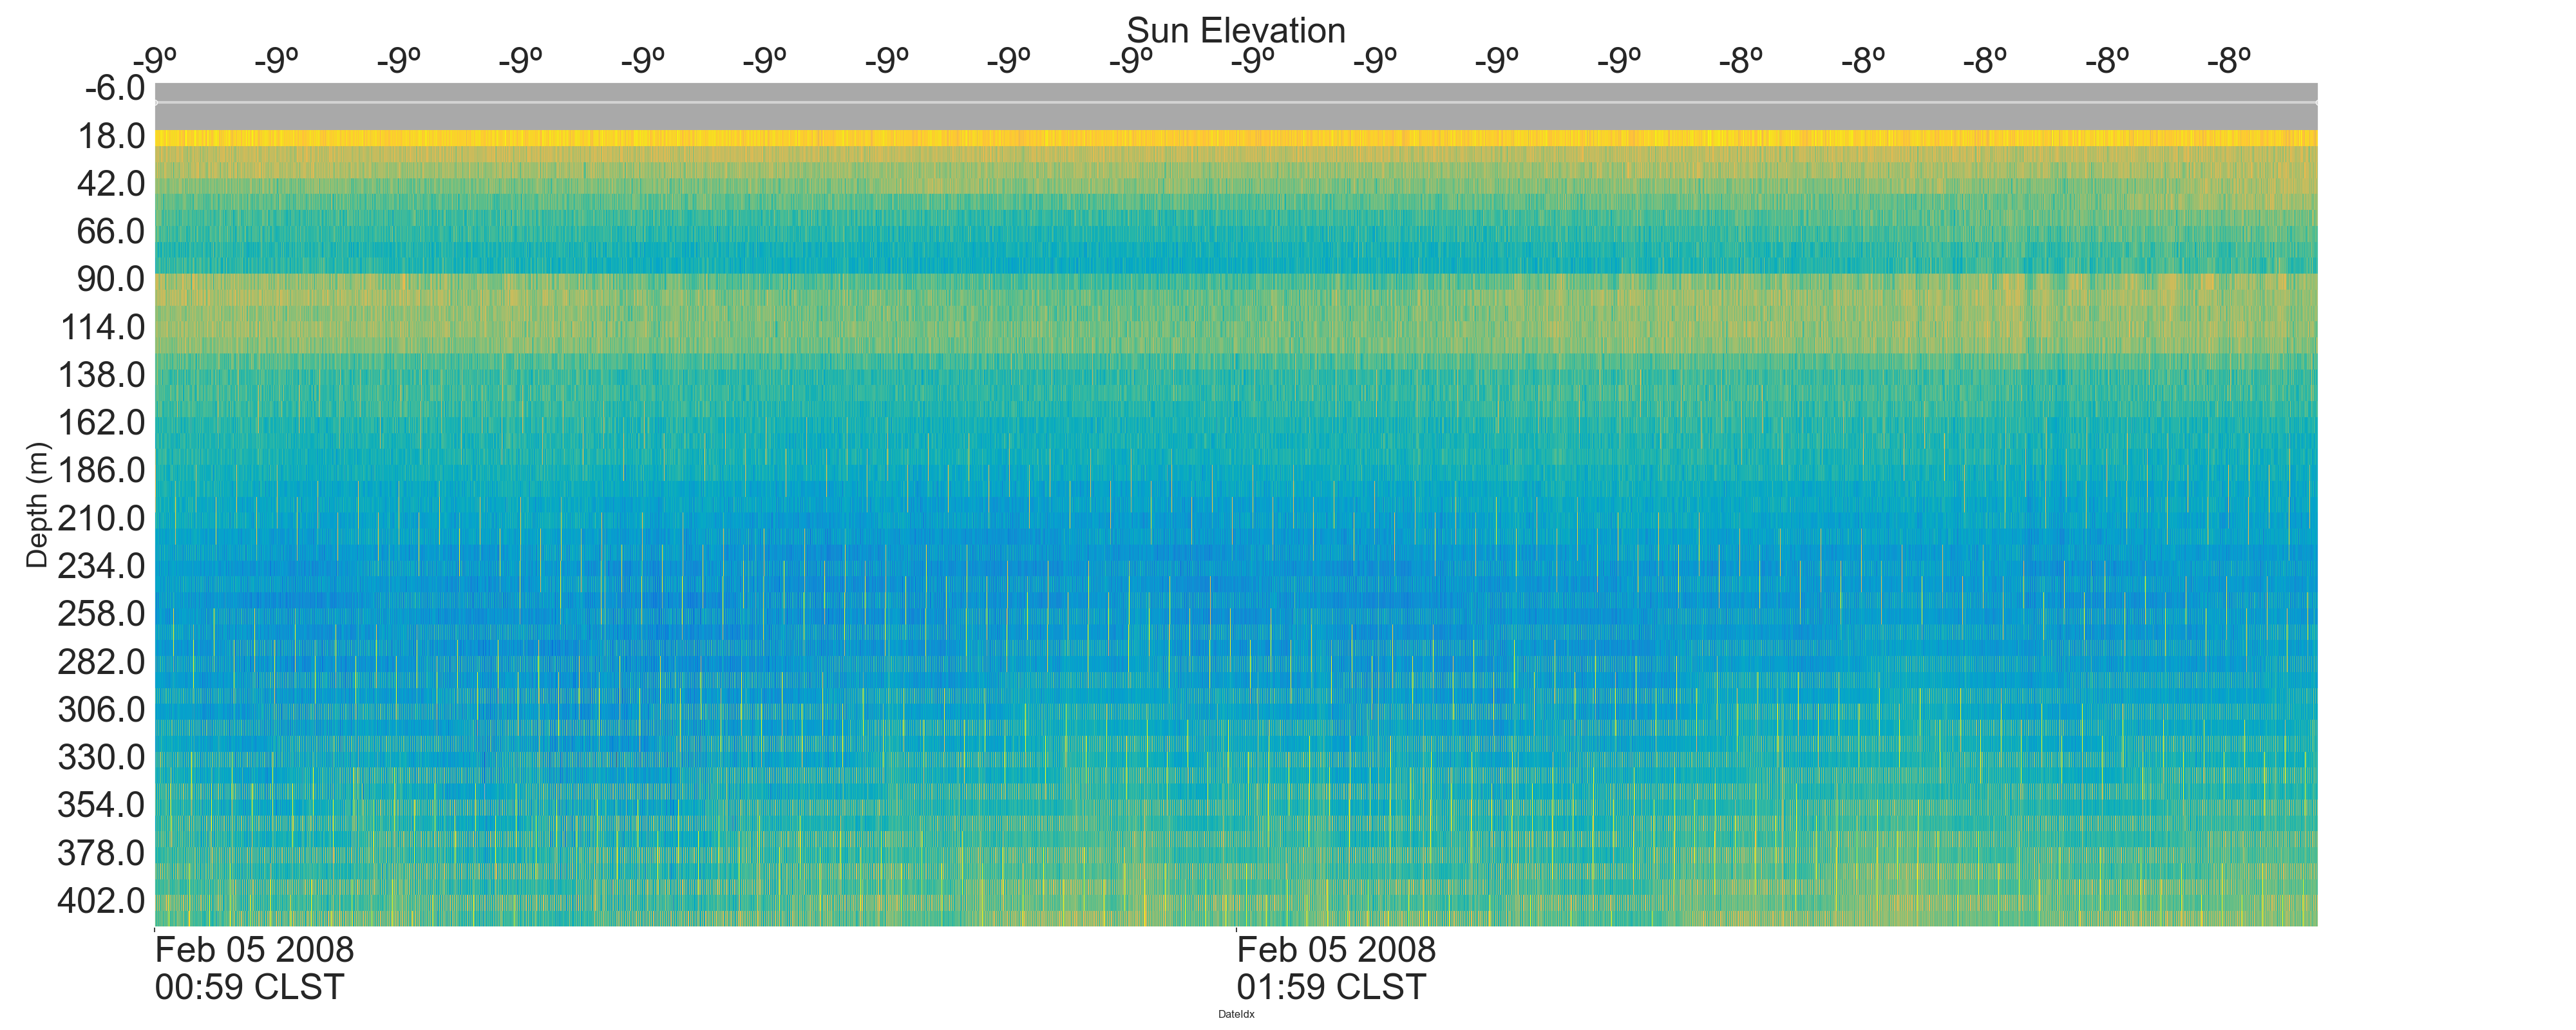 Sun Elevation
-9º -9º -9º -9º -9º -9º -9º -9º -9º -9º -9º -9º -9º -8º -8º -8º -8º -8º
-6.0
18.0
42.0
66.0
90.0
114.0
138.0
162.0
186.0
210.0
234.0
258.0
282.0
306.0
330.0
354.0
378.0
402.0
Depth (m)
Feb 05 2008
00:59 CLST
Feb 05 2008
01:59 CLST
DateIdx